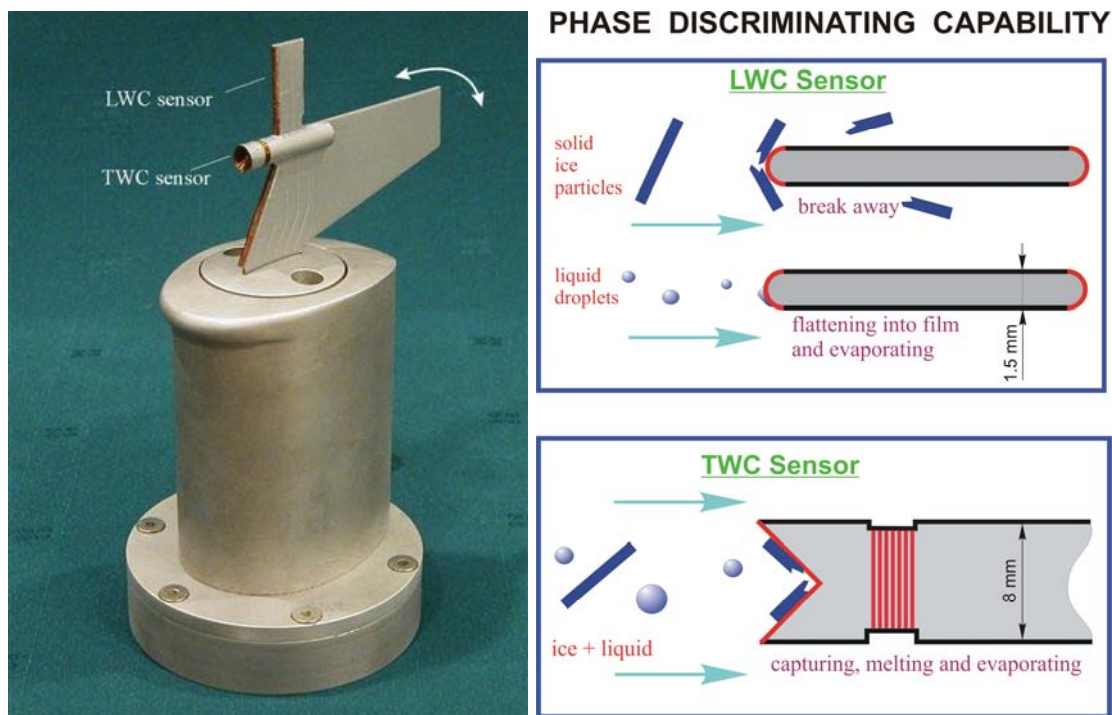 LWC sensor
TWC sensor
PHASE DISCRIMINATING CAPABILITY
LWC Sensor
solid
ice
particles
break away
liquid
droplets
flattening into film
and evaporating
1.5 mm
TWC Sensor
ice + liquid
8 mm
capturing, melting and evaporating